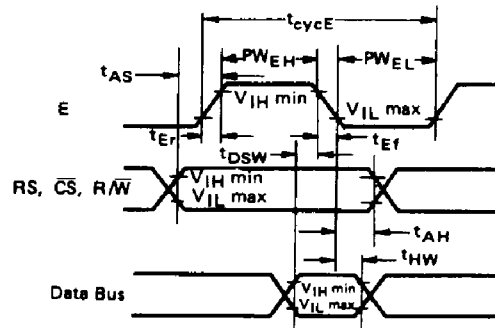 tcycE
PWEH
PWEL
tAS
VIH min
VIL max
E
tEr
tEf
tDSW
RS, CS, R/W
VIH min
VIL max
tAH
tHW
Data Bus
VIH min
VIL max